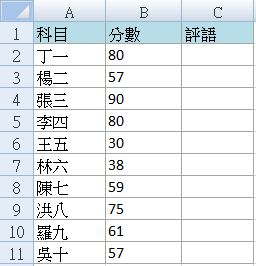 A B C
1 科目 分數 評語
2 丁一 80
3 楊二 57
4 張三 90
5 李四 80
6 王五 30
7 林六 38
8 陳七 59
9 洪八 75
10 羅九 61
11 吳十 57